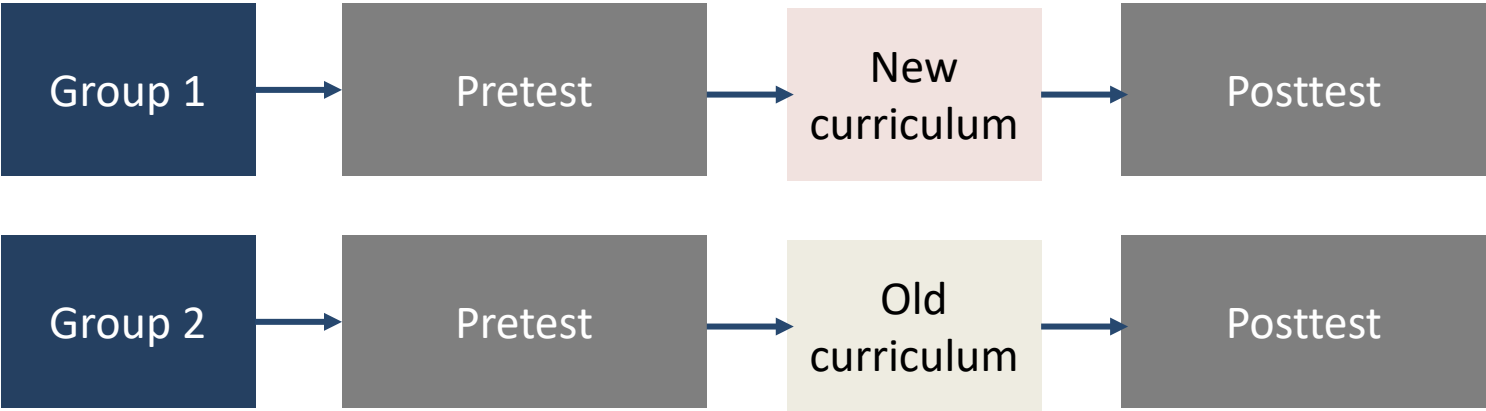 Group 1
Pretest
New
curriculum
Posttest
Group 2
Pretest
Old
curriculum
Posttest